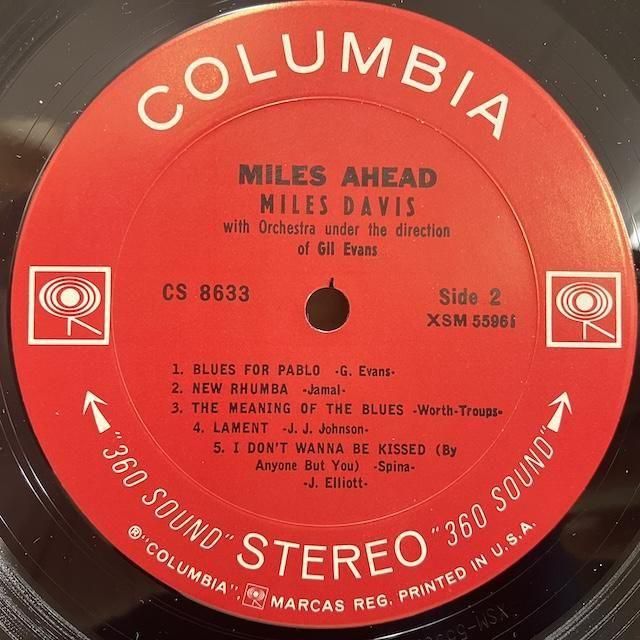 COLUMBIA
MILES AHEAD
MILES DAVIS
with Orchestra under the direction
of Gil Evans
CS 8633
Side 2
XSM 55961
1. BLUES FOR PABLO -G. Evans-
2. NEW RHUMBA -Jamal-
3. THE MEANING OF THE BLUES -Worth-Troups-
4. LAMENT -J. J. Johnson-
5. I DON'T WANNA BE KISSED (By
Anyone But You) -Spina-
-J. Elliott-
"360 SOUND" STEREO "360 SOUND"
® "COLUMBIA", MARCAS REG. PRINTED IN U.S.A.